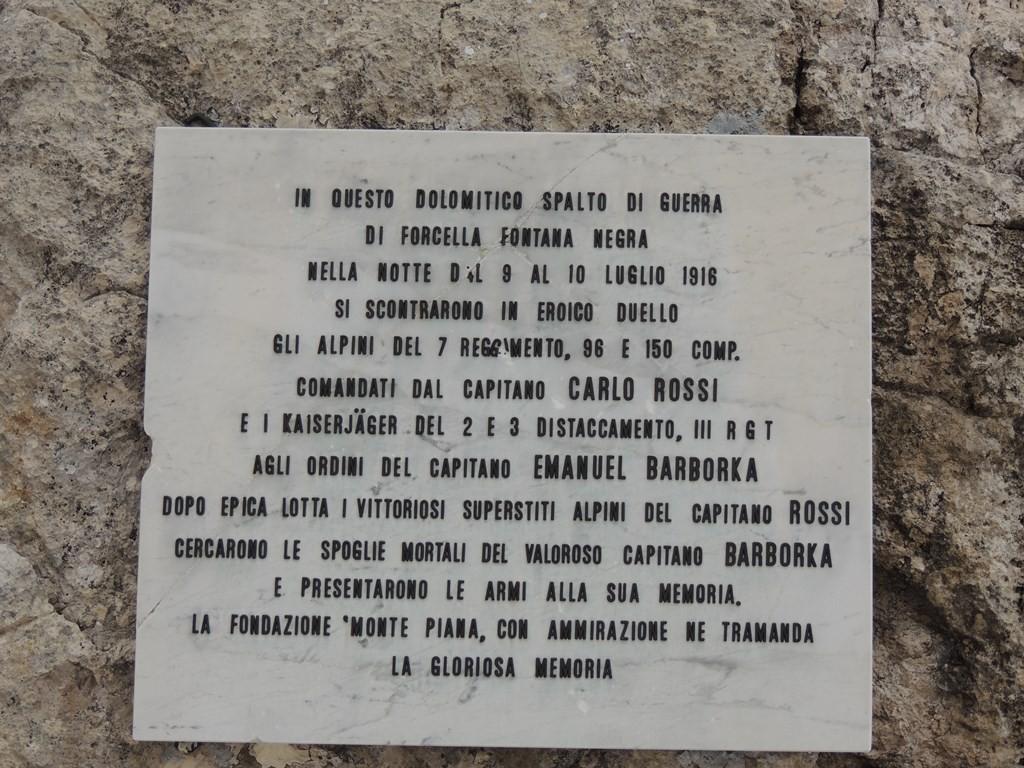 IN QUESTO DOLOMITICO SPALTO DI GUERRA
DI FORCELLA FONTANA NEGRA
NELLA NOTTE DAL 9 AL 10 LUGLIO 1916
SI SCONTRARONO IN EROICO DUELLO
GLI ALPINI DEL 7 REGGIMENTO, 96 E 150 COMP.
COMANDATI DAL CAPITANO CARLO ROSSI
E I KAISERJÄGER DEL 2 E 3 DISTACCAMENTO, III R G T
AGLI ORDINI DEL CAPITANO EMANUEL BARBORKA
DOPO EPICA LOTTA I VITTORIOSI SUPERSTITI ALPINI DEL CAPITANO ROSSI
CERCARONO LE SPOGLIE MORTALI DEL VALOROSO CAPITANO BARBORKA
E PRESENTARONO LE ARMI ALLA SUA MEMORIA.
LA FONDAZIONE 'MONTE PIANA, CON AMMIRAZIONE NE TRAMANDA
LA GLORIOSA MEMORIA